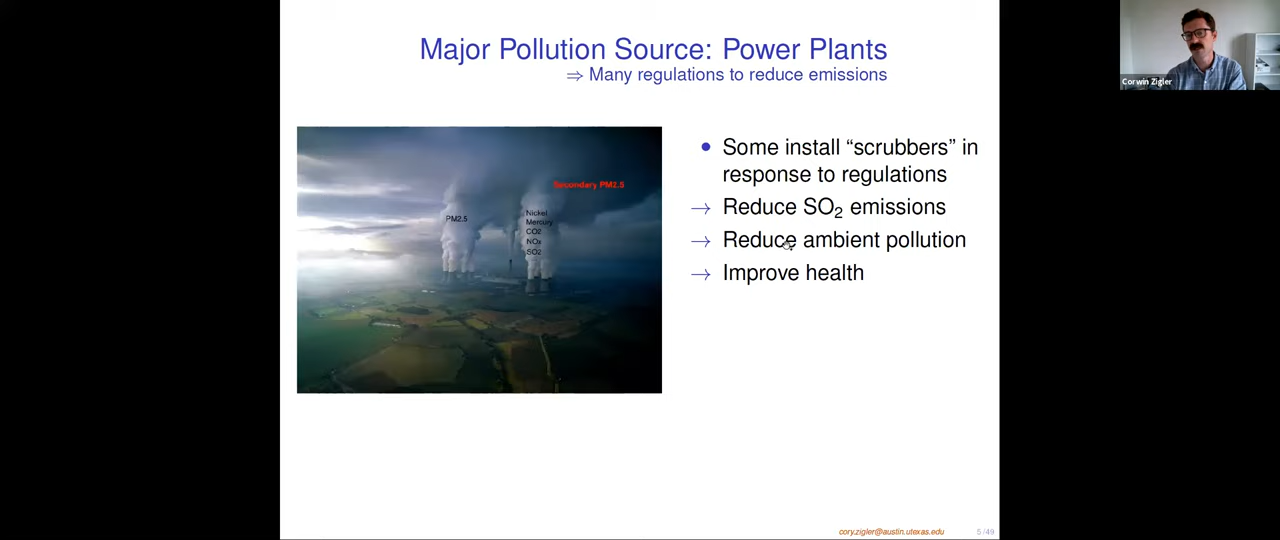 Major Pollution Source: Power Plants
⇒ Many regulations to reduce emissions
Corwin Zigler
Secondary PM2.5
PM2.5
Nickel
Mercury
CO2
NOx
SO2
• Some install “scrubbers” in
response to regulations
→ Reduce SO₂ emissions
→ Reduce ambient pollution
→ Improve health
cory.zigler@austin.utexas.edu
5 / 49